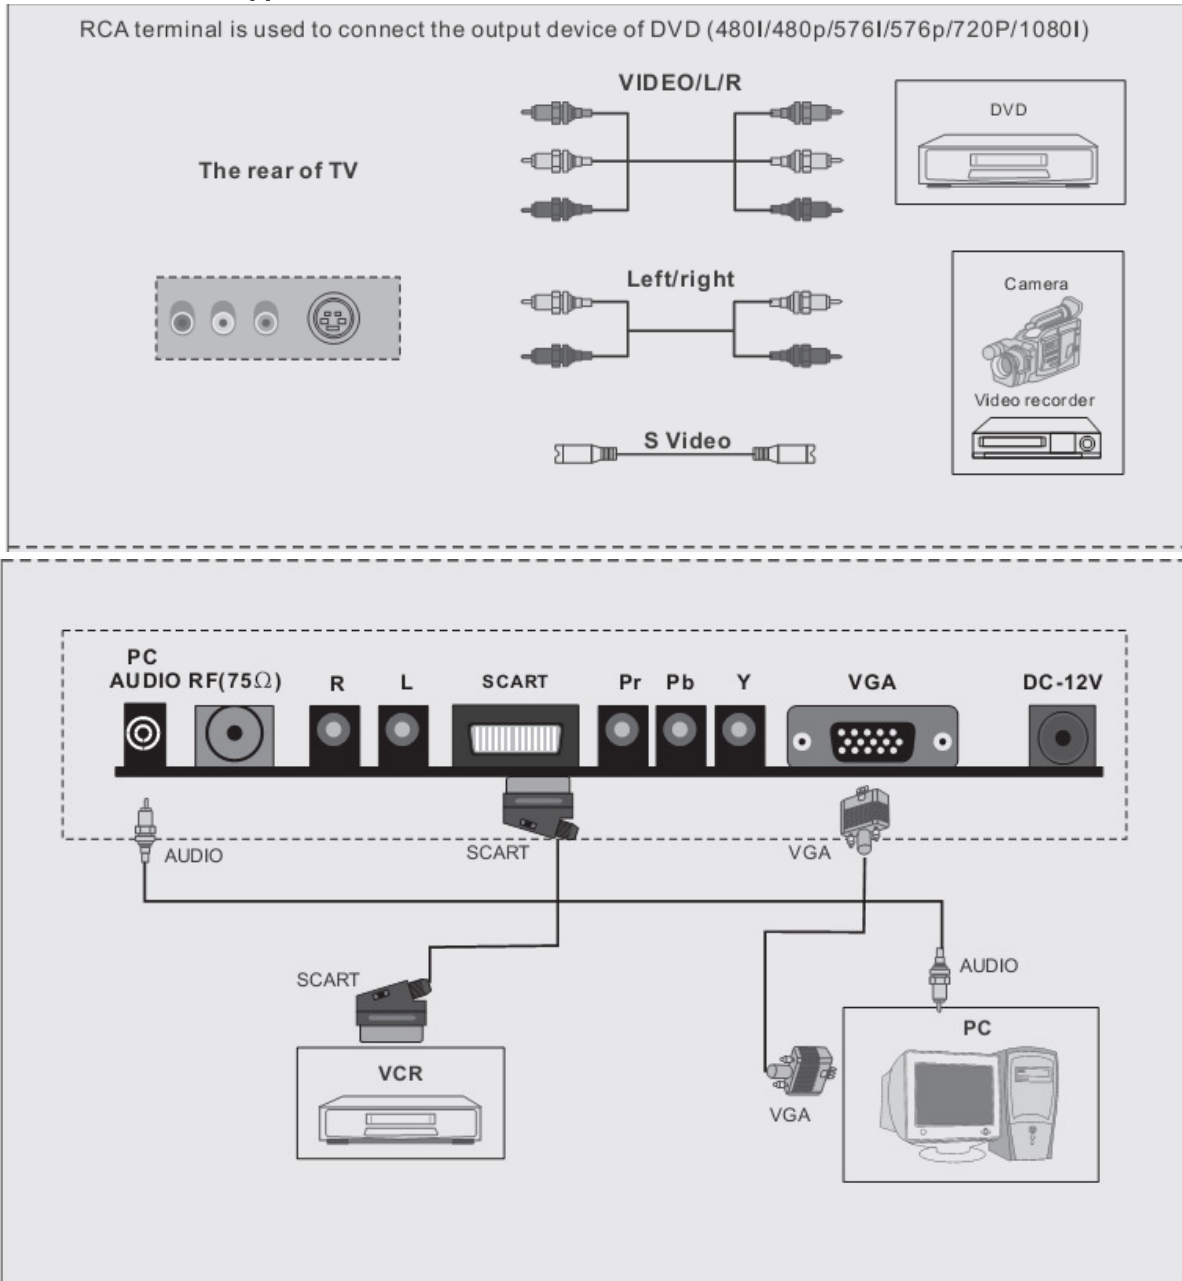 RCA terminal is used to connect the output device of DVD (480I/480p/576I/576p/720P/1080I)
VIDEO/L/R
DVD
The rear of TV
Left/right
Camera
Video recorder
S Video
PC
AUDIO RF(75Ω) R L SCART Pr Pb Y VGA DC-12V
AUDIO SCART VGA
SCART AUDIO
PC
VCR
VGA